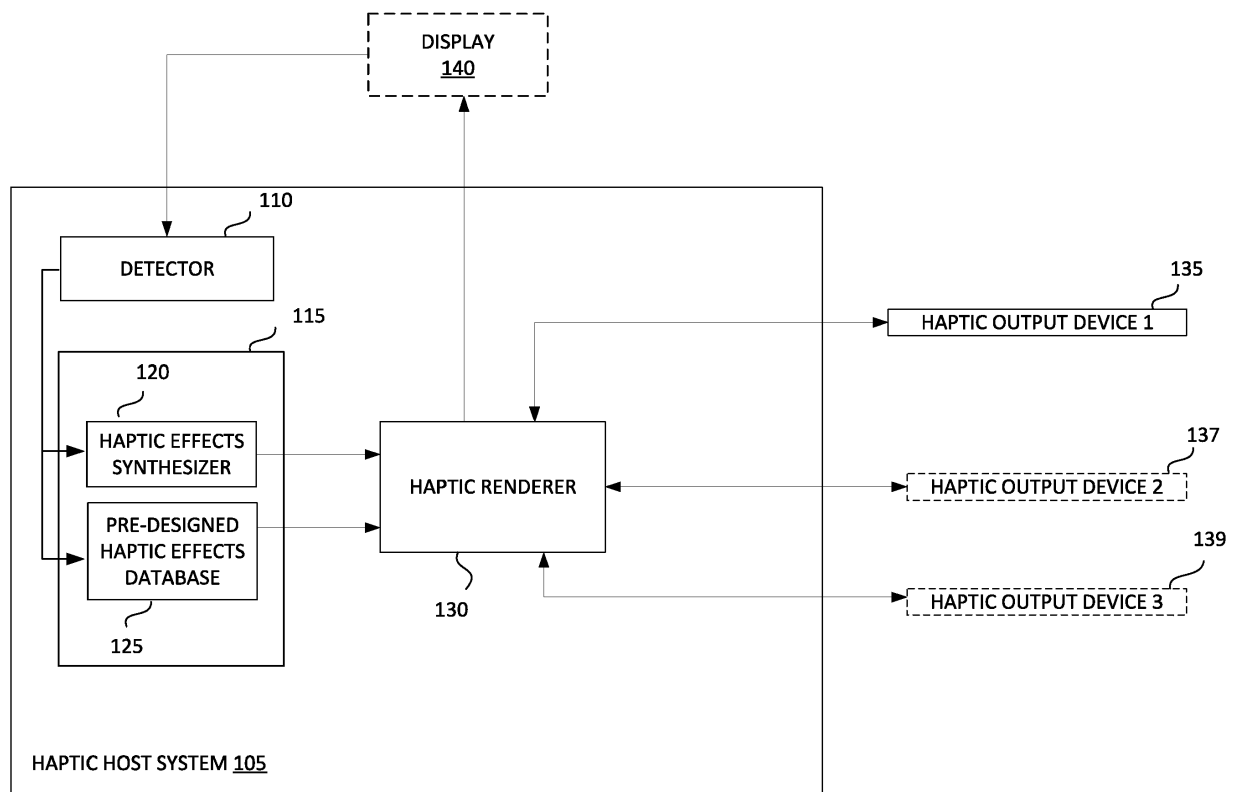 DISPLAY
140
110
DETECTOR
115
120
HAPTIC EFFECTS
SYNTHESIZER
PRE-DESIGNED
HAPTIC EFFECTS
DATABASE
125
HAPTIC RENDERER
130
135
HAPTIC OUTPUT DEVICE 1
137
HAPTIC OUTPUT DEVICE 2
139
HAPTIC OUTPUT DEVICE 3
HAPTIC HOST SYSTEM 105